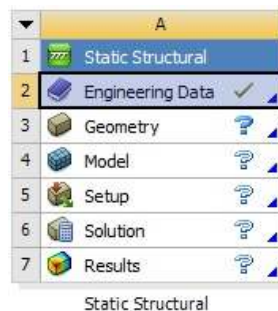 A
1 Static Structural
2 Engineering Data
3 Geometry
4 Model
5 Setup
6 Solution
7 Results
Static Structural